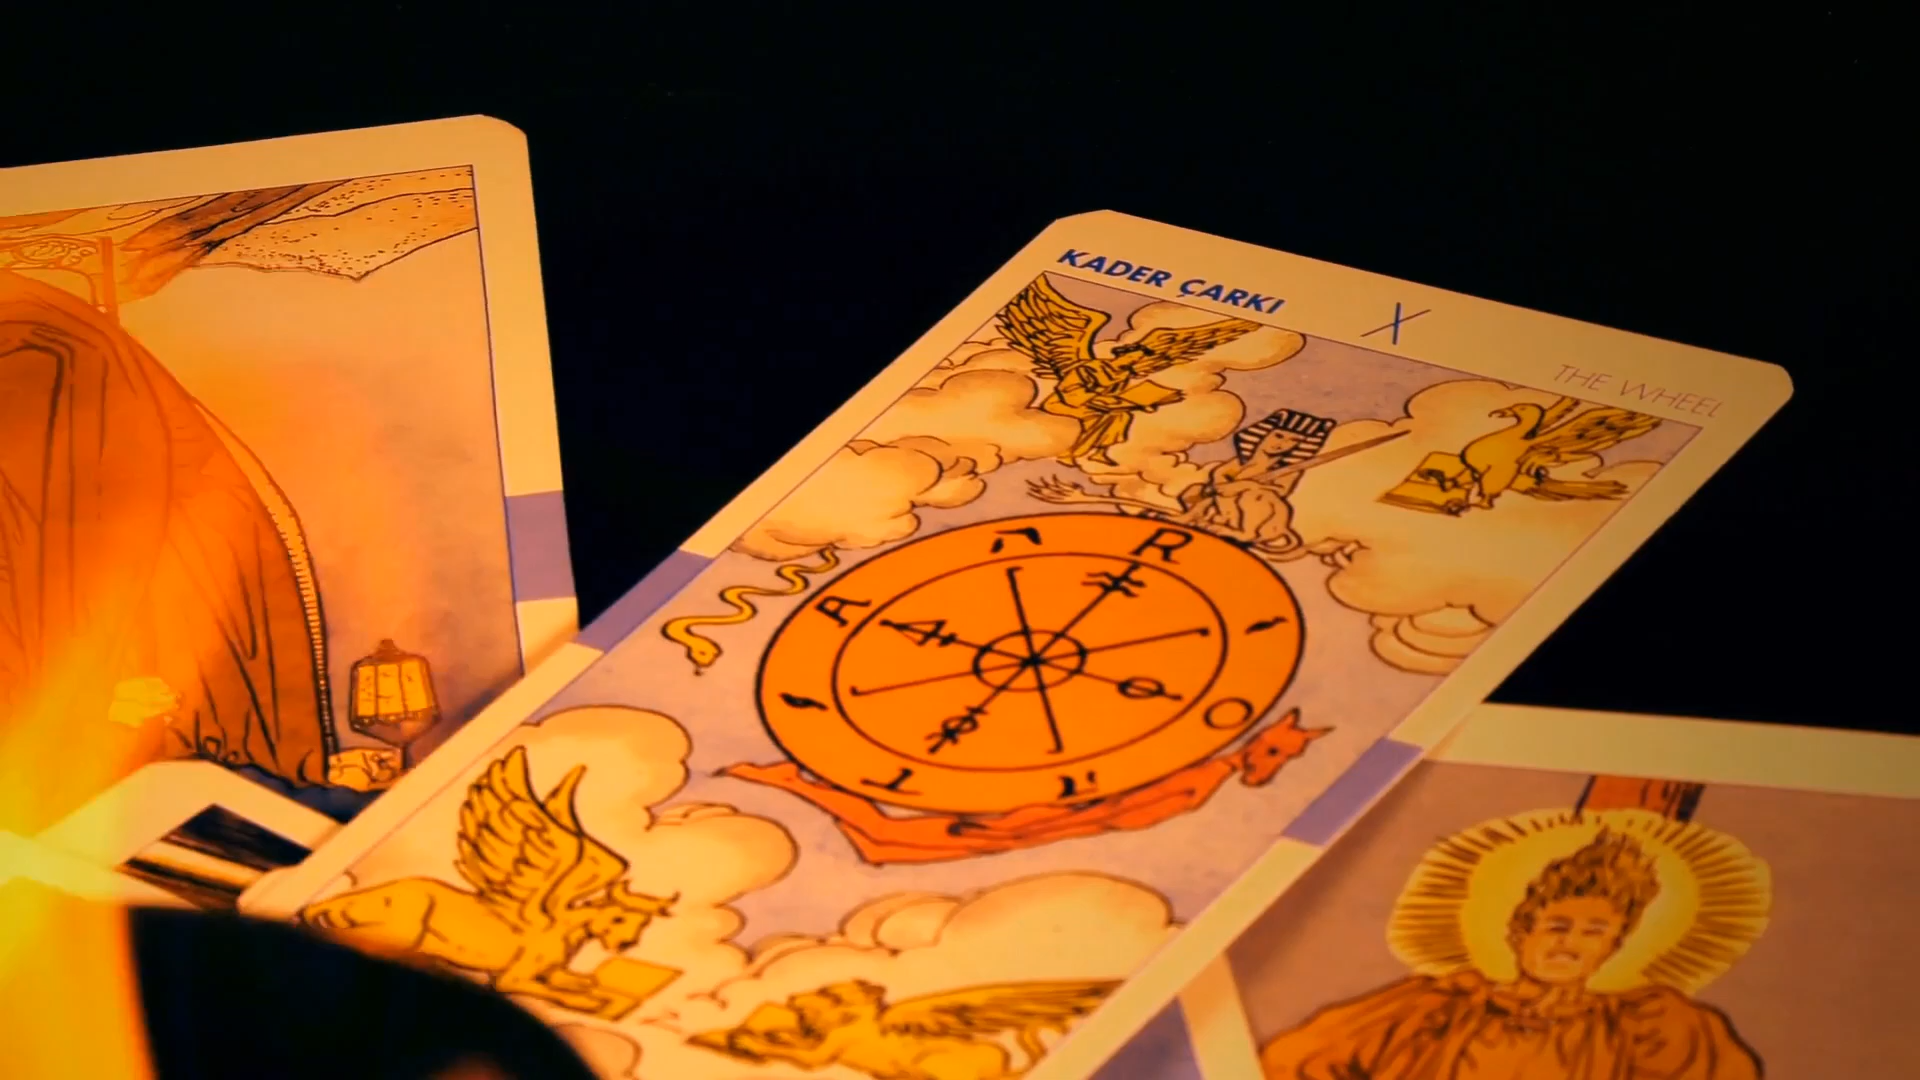 KADER ÇARKI
X
THE WHEEL
T
A
R
O